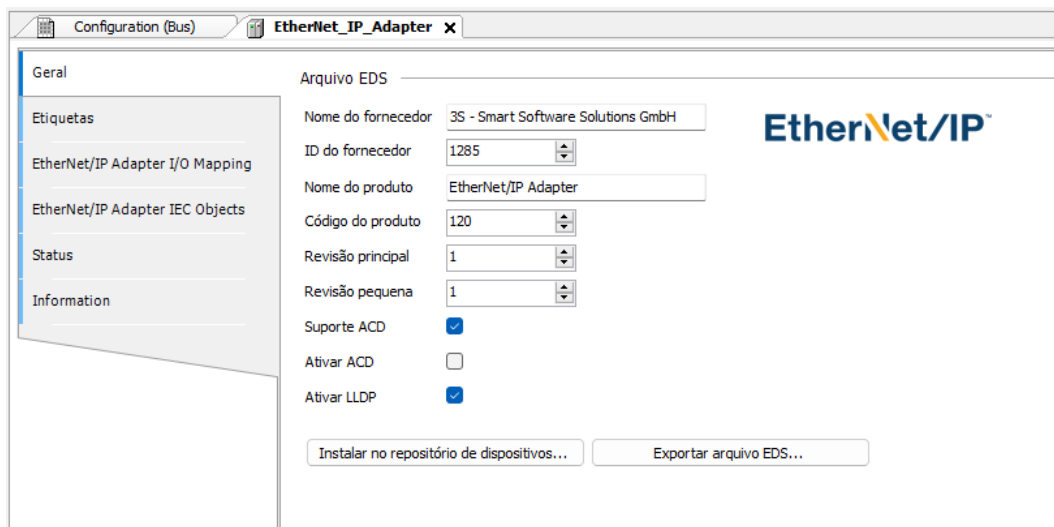 Configuration (Bus)
EtherNet_IP_Adapter X
Geral
Etiquetas
EtherNet/IP Adapter I/O Mapping
EtherNet/IP Adapter IEC Objects
Status
Information
Arquivo EDS
Nome do fornecedor 3S - Smart Software Solutions GmbH
ID do fornecedor 1285
Nome do produto EtherNet/IP Adapter
Código do produto 120
Revisão principal 1
Revisão pequena 1
Suporte ACD
Ativar ACD
Ativar LLDP
EtherNet/IP™
Instalar no repositório de dispositivos...
Exportar arquivo EDS...